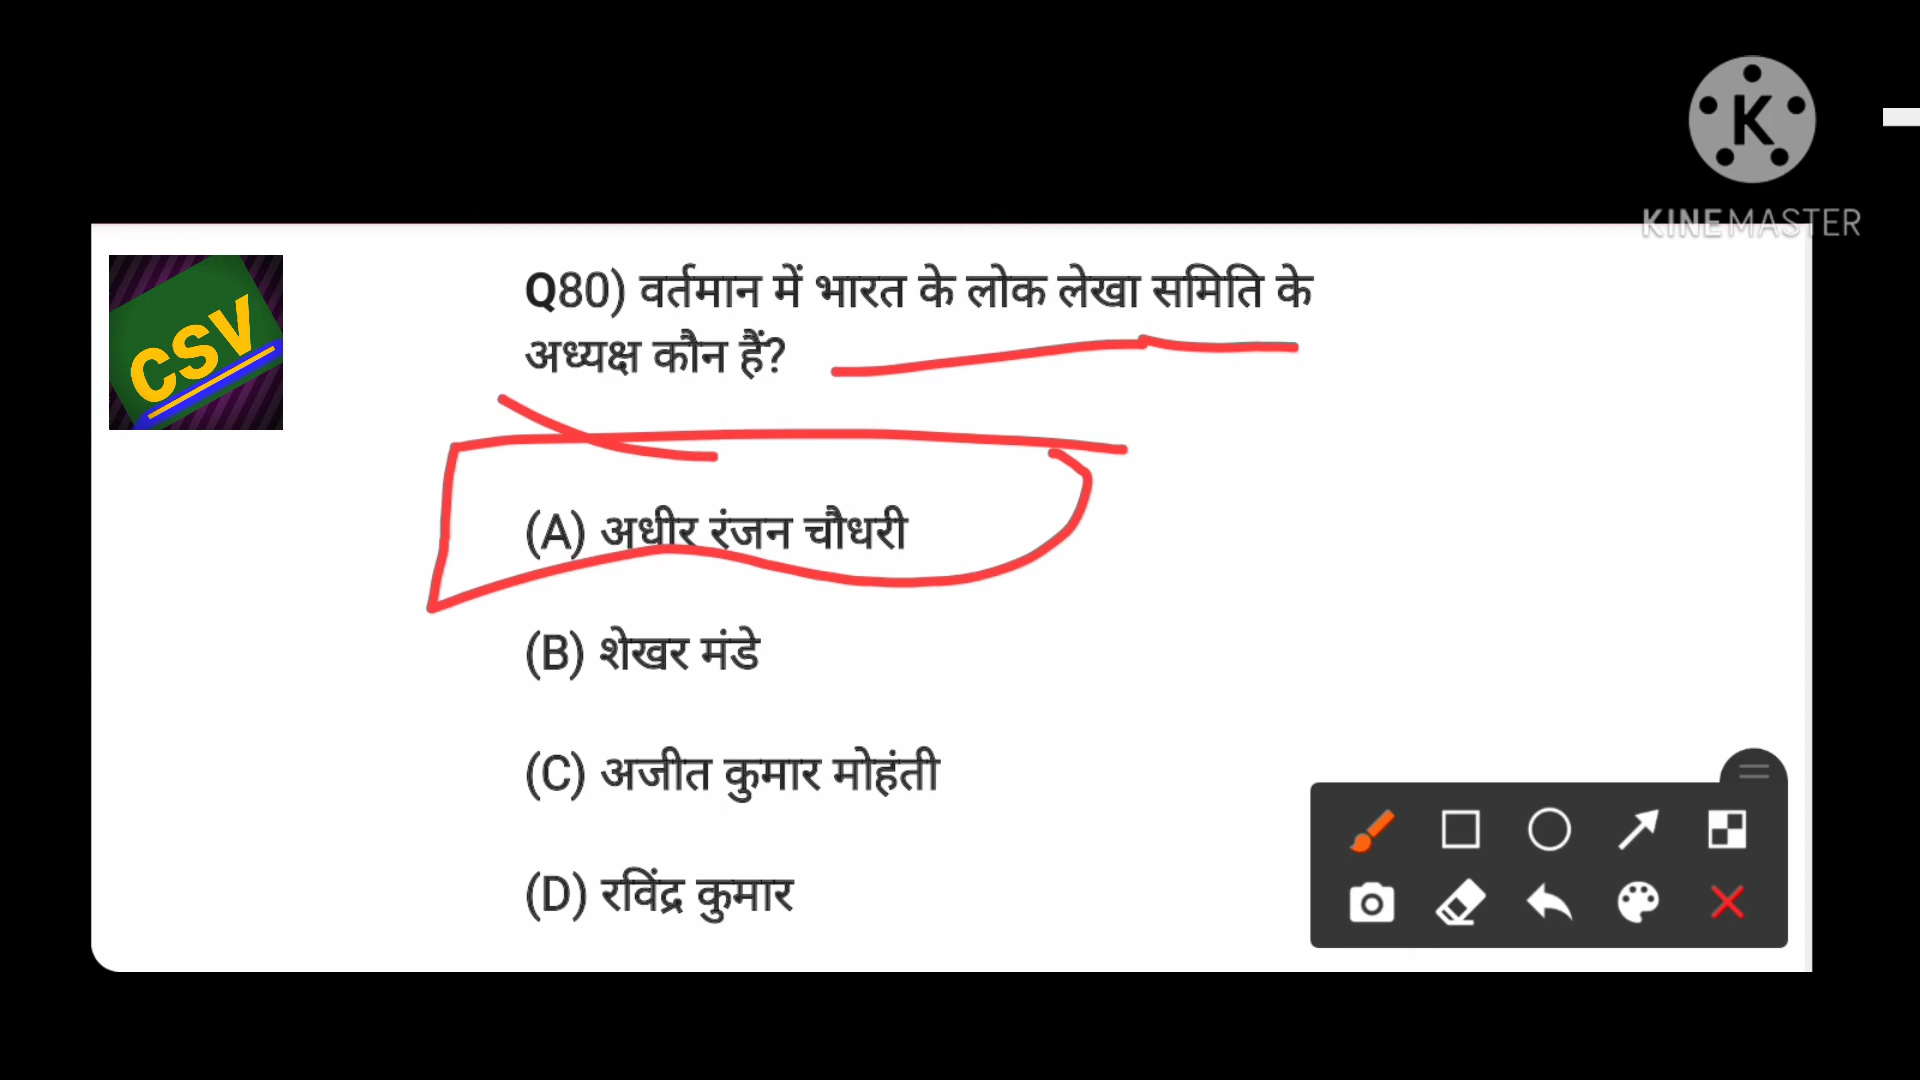 KINEMASTER
CSV
Q80) वर्तमान में भारत के लोक लेखा समिति के
अध्यक्ष कौन हैं?
(A) अधीर रंजन चौधरी
(B) शेखर मंडे
(C) अजीत कुमार मोहंती
(D) रविंद्र कुमार